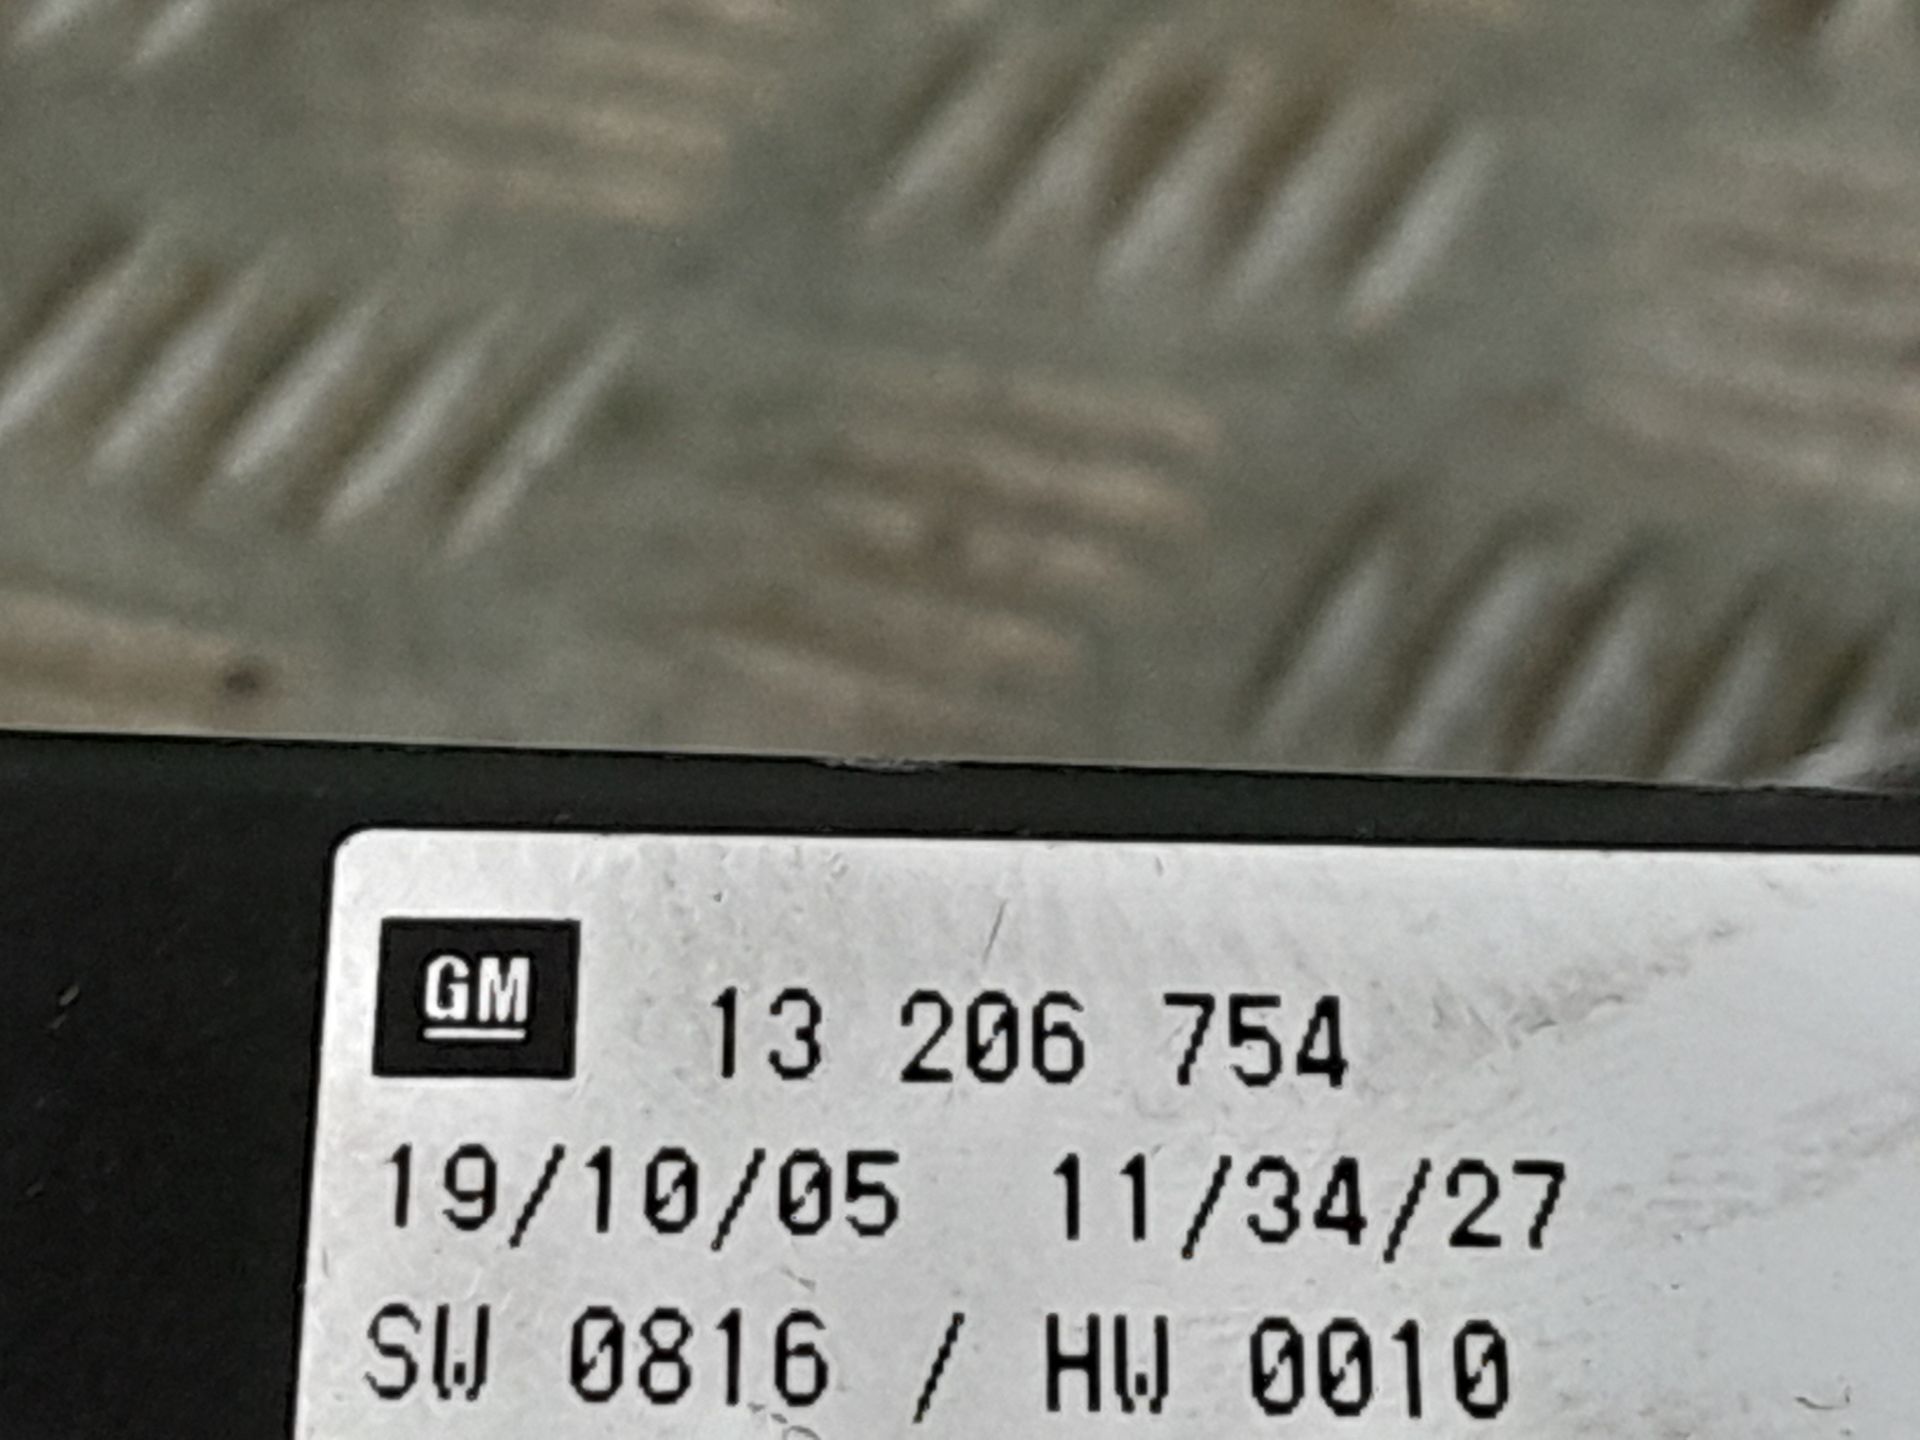 GM 13 206 754
19/10/05 11/34/27
SW 0816 / HW 0010